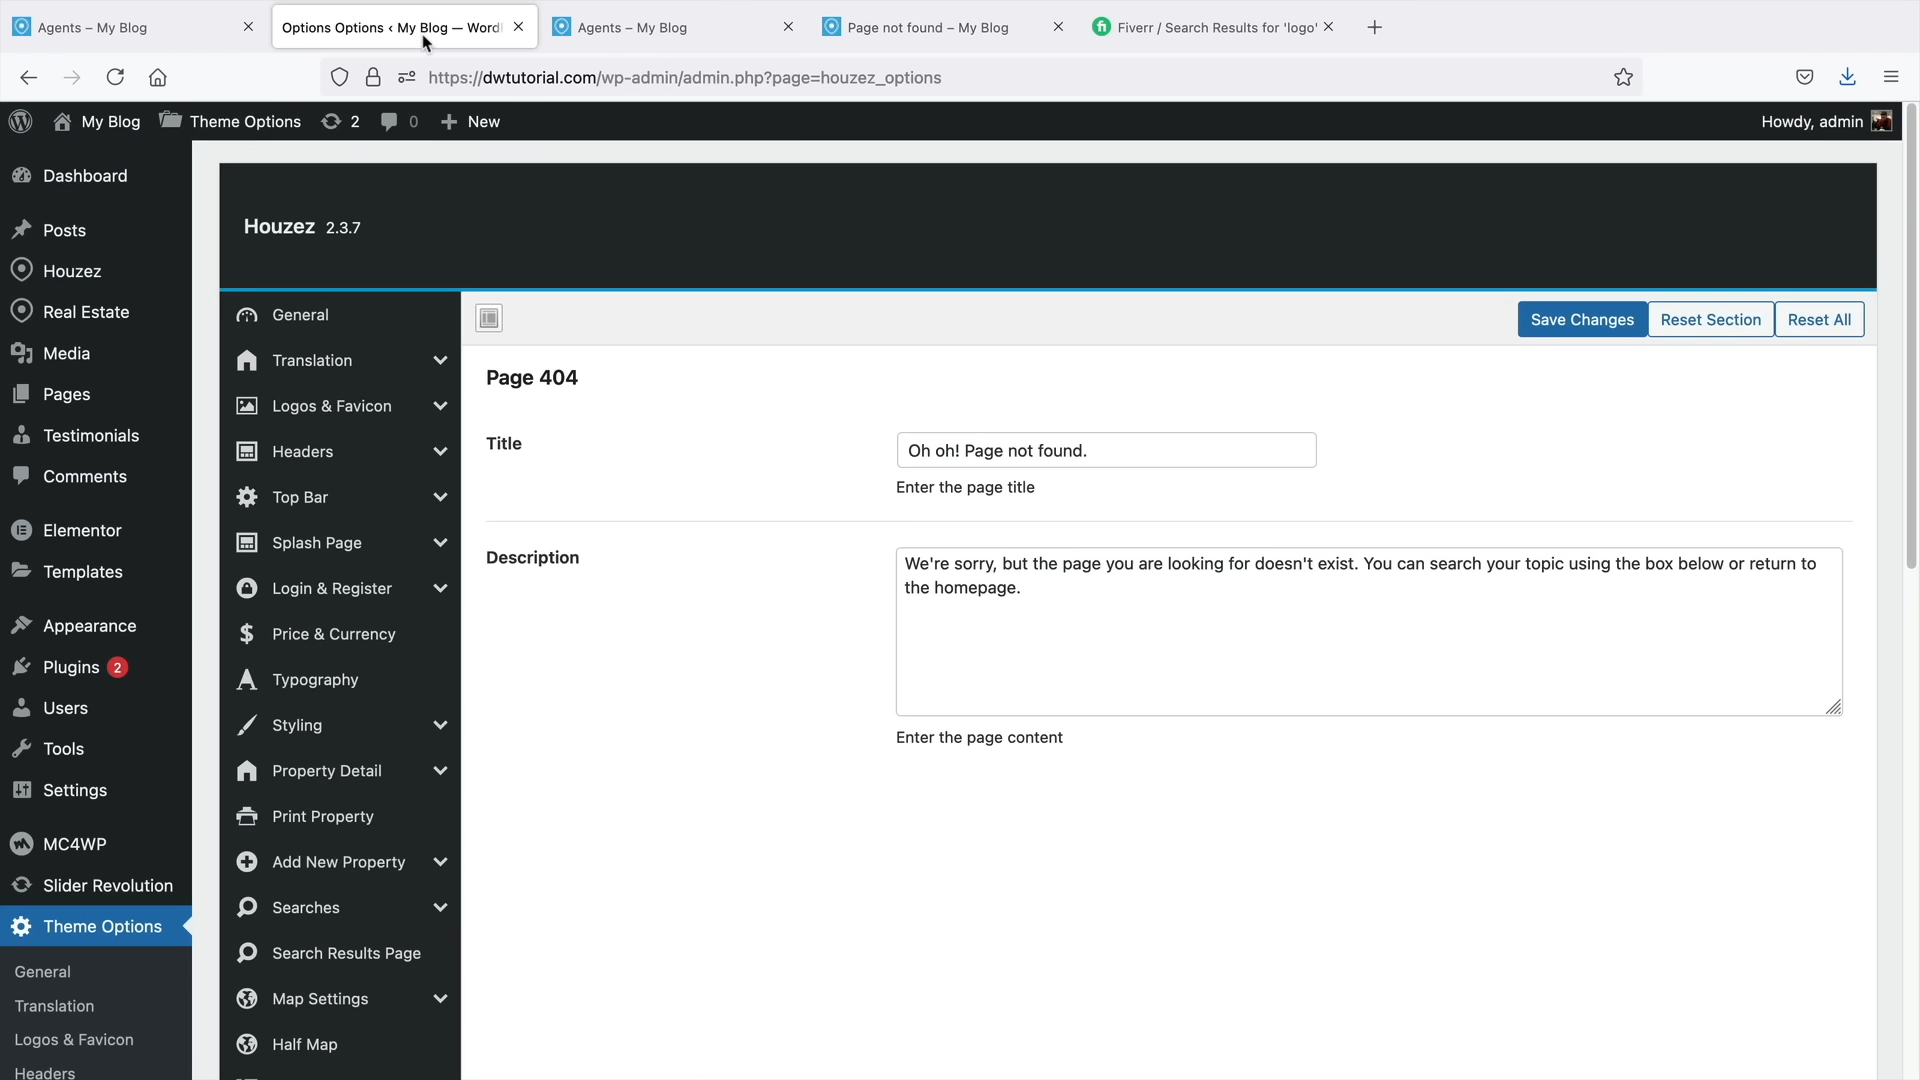 Agents – My Blog
Options Options ‹ My Blog — Word
Agents – My Blog
Page not found – My Blog
Fiverr / Search Results for 'logo'
https://dwtutorial.com/wp-admin/admin.php?page=houzez_options
My Blog
Theme Options
2
0
New
Howdy, admin
Dashboard
Posts
Houzez
Real Estate
Media
Pages
Testimonials
Comments
Elementor
Templates
Appearance
Plugins 2
Users
Tools
Settings
MC4WP
Slider Revolution
Theme Options
General
Translation
Logos & Favicon
Headers
Houzez 2.3.7
General
Translation
Logos & Favicon
Headers
Top Bar
Splash Page
Login & Register
Price & Currency
Typography
Styling
Property Detail
Print Property
Add New Property
Searches
Search Results Page
Map Settings
Half Map
Save Changes
Reset Section
Reset All
Page 404
Title
Oh oh! Page not found.
Enter the page title
Description
We're sorry, but the page you are looking for doesn't exist. You can search your topic using the box below or return to
the homepage.
Enter the page content